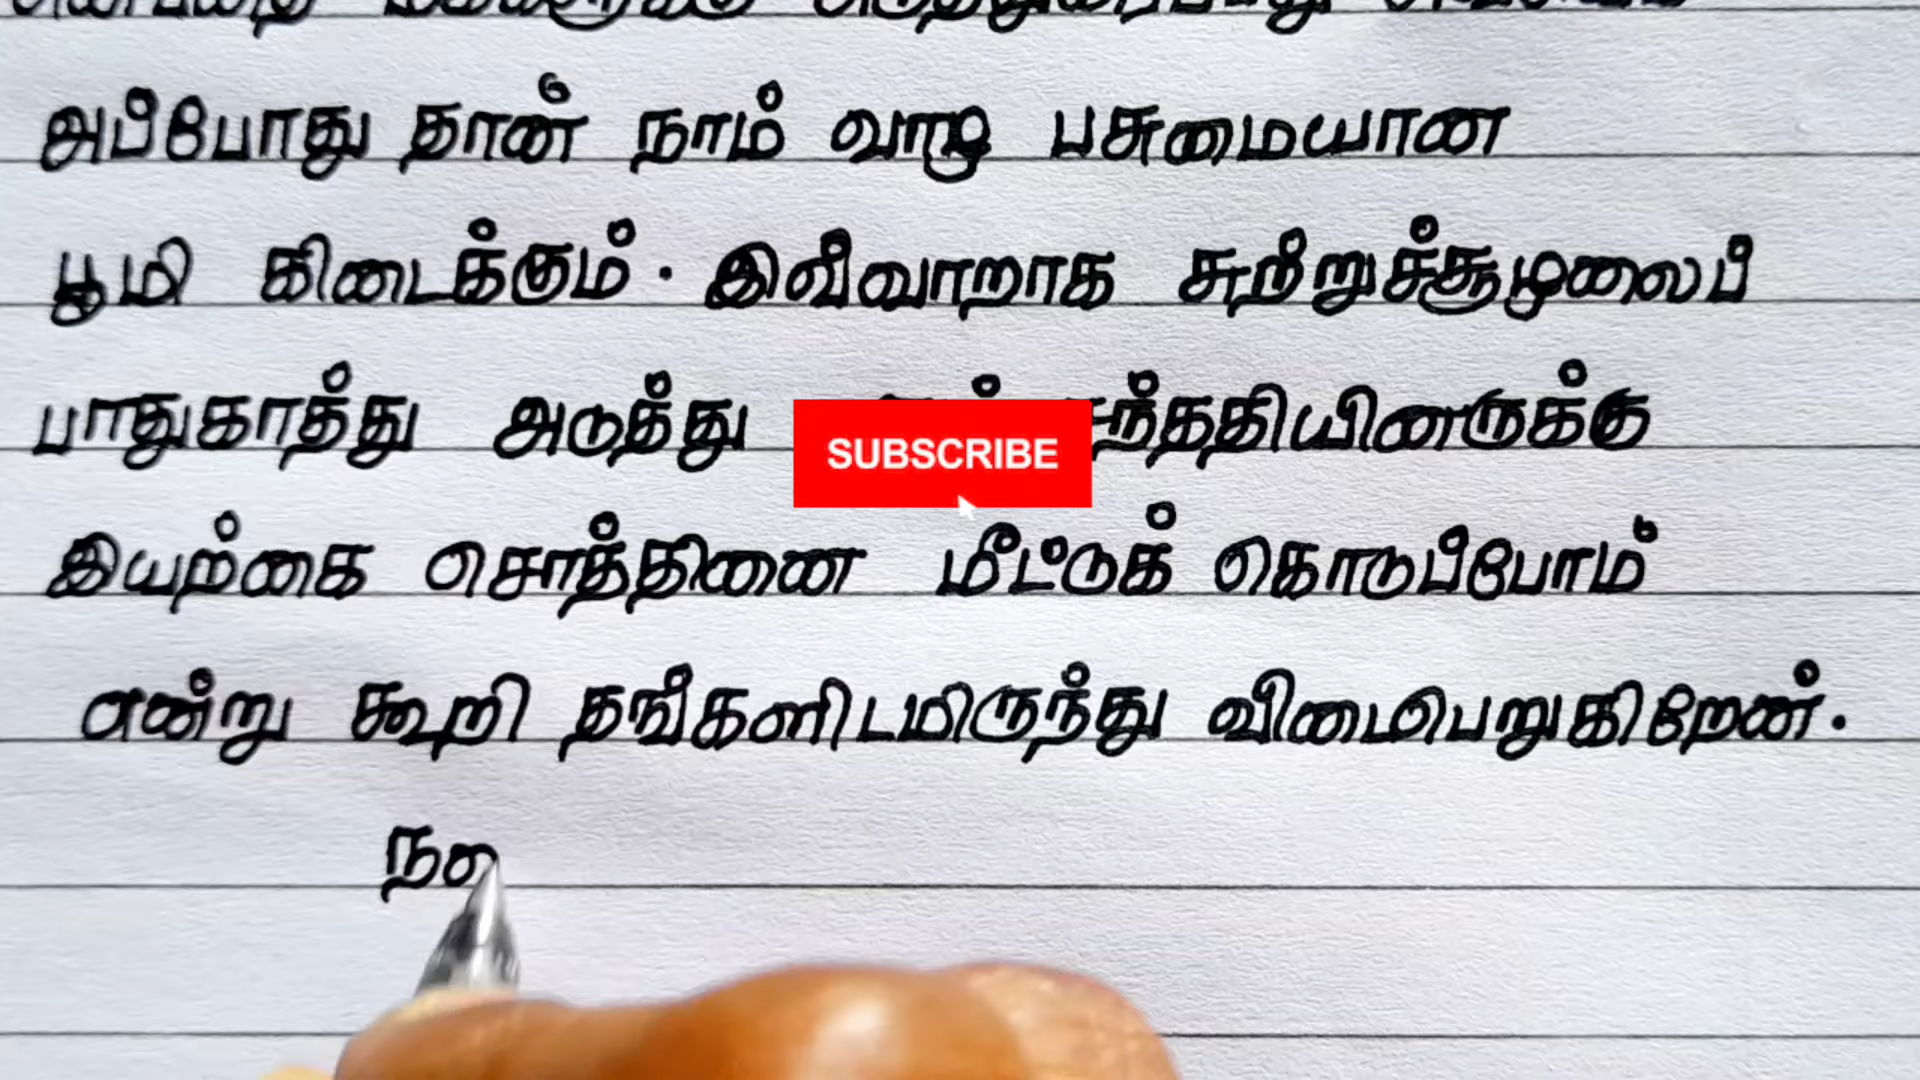 அப்போது தான் நாம் வாழ பசுமையான
பூமி கிடைக்கும். இவ்வாறாக சுற்றுச்சூழலைப்
பாதுகாத்து அடுத்து சந்ததியினருக்கு
SUBSCRIBE
இயற்கை சொத்தினை மீட்டுக் கொடுப்போம்
என்று கூறி தங்களிடமிருந்து விமைபெறுகிறேன்.